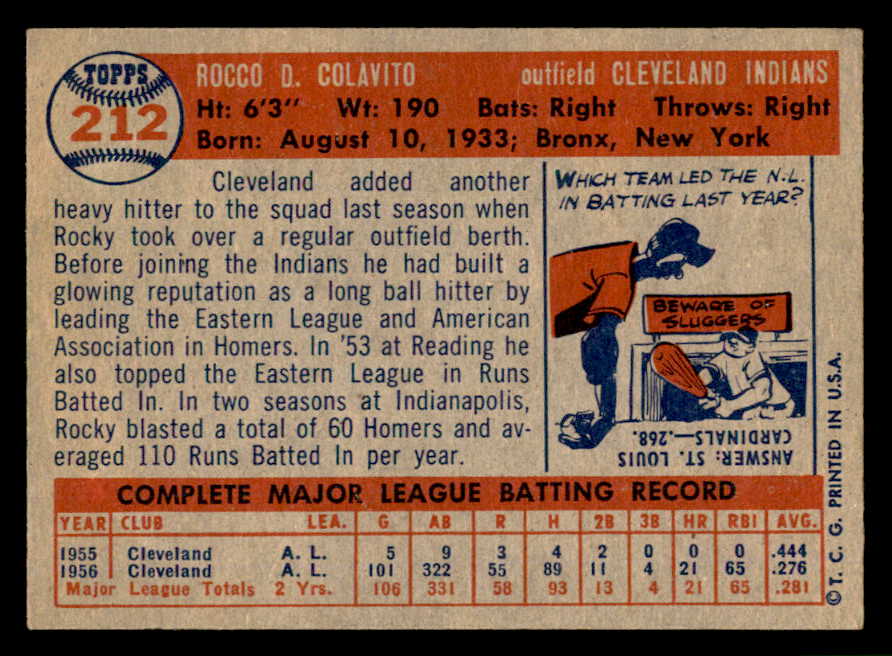 TOPPS
212
ROCCO D. COLAVITO outfield CLEVELAND INDIANS
Ht: 6'3" Wt: 190 Bats: Right Throws: Right
Born: August 10, 1933; Bronx, New York
Cleveland added another
heavy hitter to the squad last season when
Rocky took over a regular outfield berth.
Before joining the Indians he had built a
glowing reputation as a long ball hitter by
leading the Eastern League and American
Association in Homers. In '53 at Reading he
also topped the Eastern League in Runs
Batted In. In two seasons at Indianapolis,
Rocky blasted a total of 60 Homers and av-
eraged 110 Runs Batted In per year.
WHICH TEAM LED THE N.L.
IN BATTING LAST YEAR?
BEWARE OF
SLUGGERS
ANSWER: ST. LOUIS
CARDINALS—.268.
COMPLETE MAJOR LEAGUE BATTING RECORD
YEAR CLUB LEA. G AB R H 2B 3B HR RBI AVG.
1955 Cleveland A. L. 5 9 3 4 2 0 0 0 .444
1956 Cleveland A. L. 101 322 55 89 11 4 21 65 .276
Major League Totals 2 Yrs. 106 331 58 93 13 4 21 65 .281
© T. C. G. PRINTED IN U.S.A.